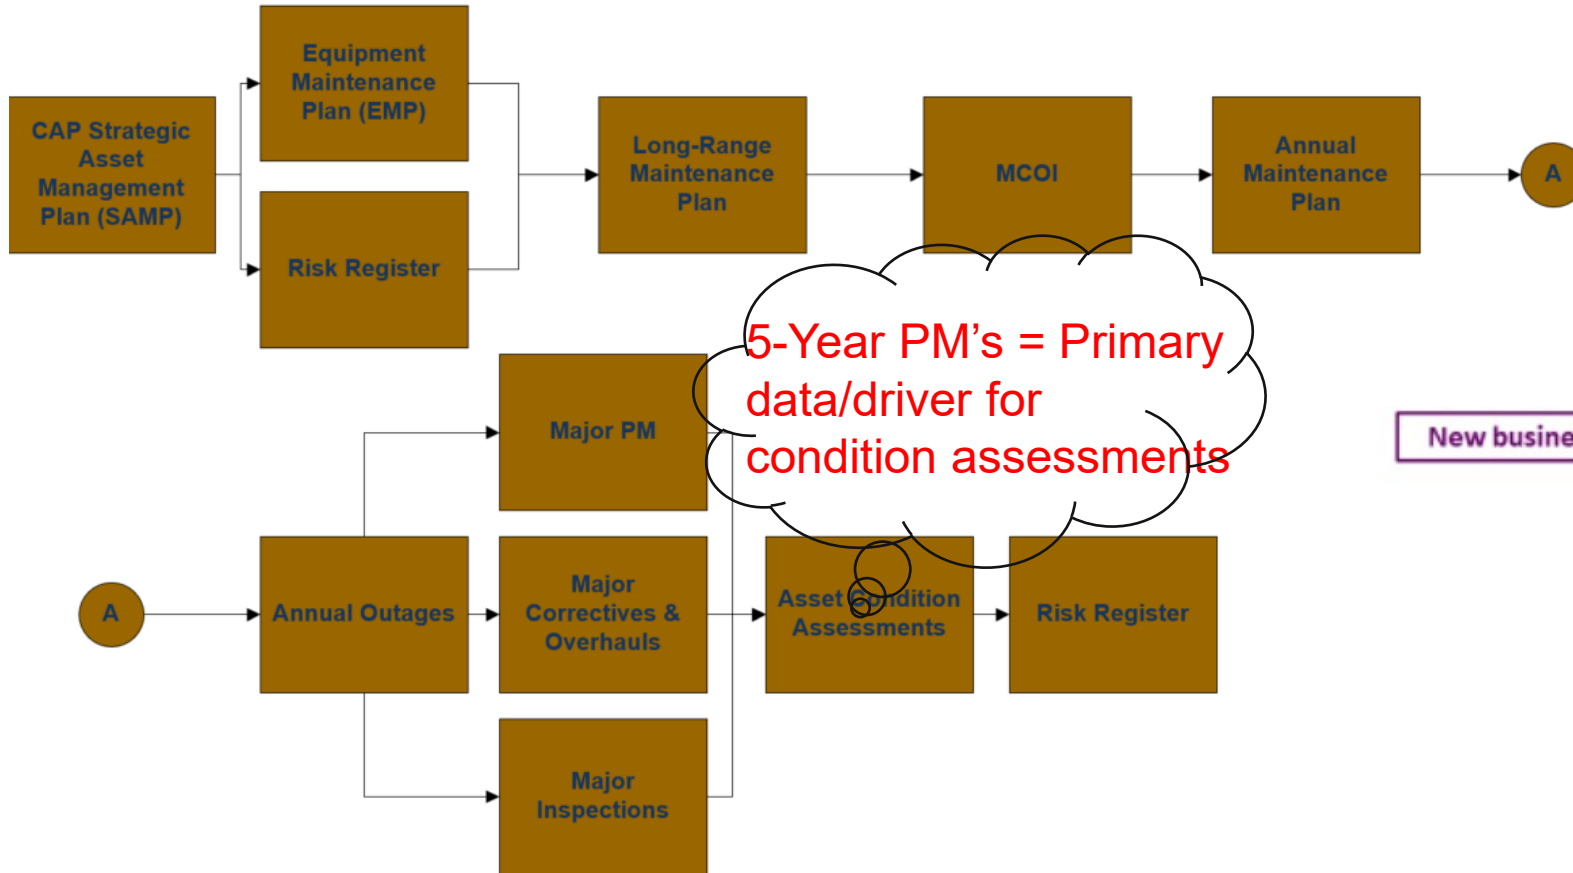 CAP Strategic
Asset
Management
Plan (SAMP)
Equipment
Maintenance
Plan (EMP)
Risk Register
Long-Range
Maintenance
Plan
MCOI
Annual
Maintenance
Plan
A
5-Year PM’s = Primary
data/driver for
condition assessments
New busine
A
Annual Outages
Major PM
Major
Correctives &
Overhauls
Major
Inspections
Asset Condition
Assessments
Risk Register